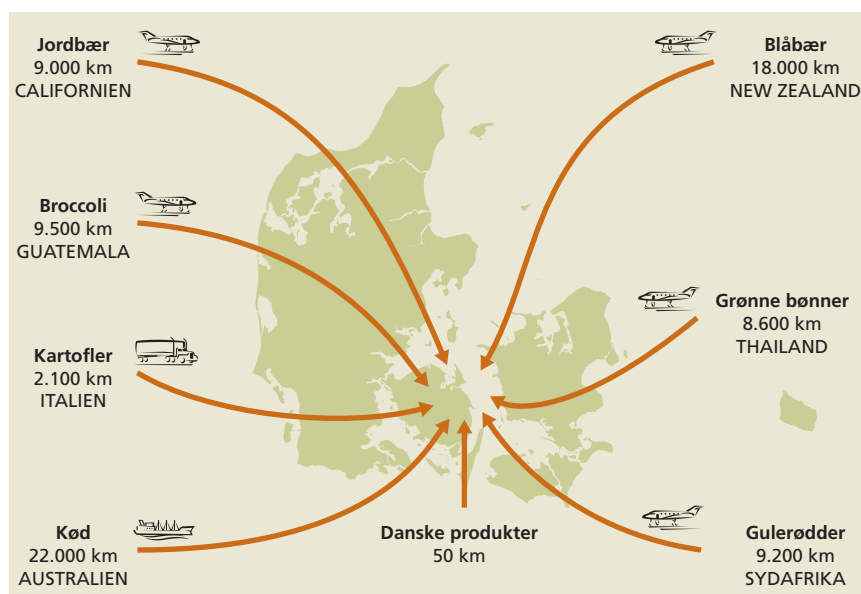 Jordbær
9.000 km
CALIFORNIEN
Blåbær
18.000 km
NEW ZEALAND
Broccoli
9.500 km
GUATEMALA
Grønne bønner
8.600 km
THAILAND
Kartofler
2.100 km
ITALIEN
Kød
22.000 km
AUSTRALIEN
Danske produkter
50 km
Gulerødder
9.200 km
SYDAFRIKA